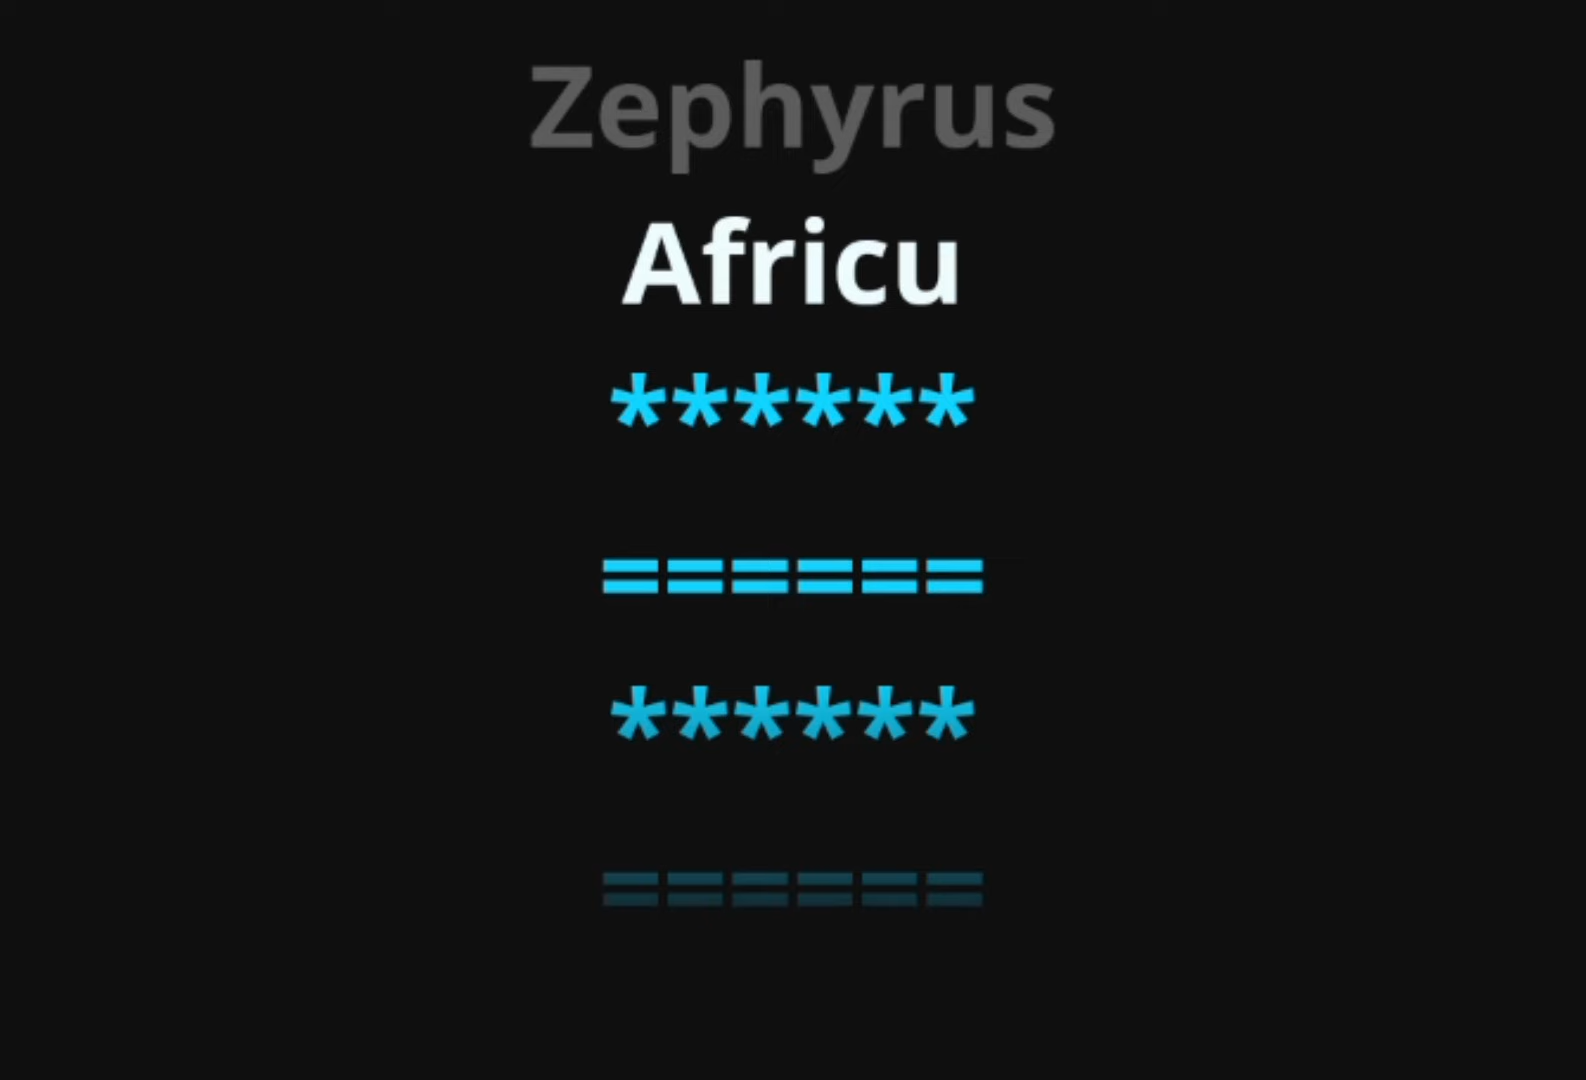 Zephyrus
Africu
******
======
******
======